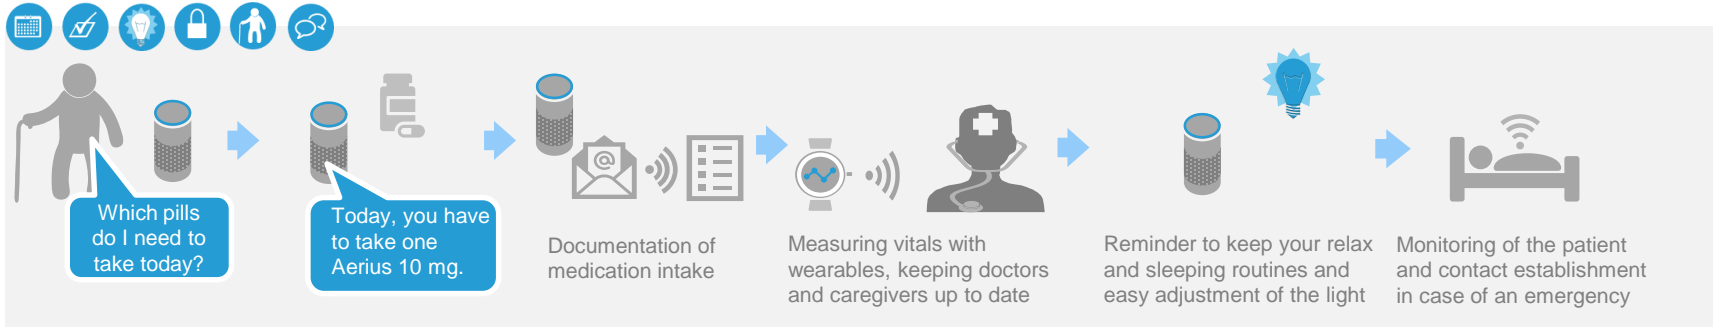 Which pills
do I need to
take today?
Today, you have
to take one
Aerius 10 mg.
@
Documentation of
medication intake
Measuring vitals with
wearables, keeping doctors
and caregivers up to date
Reminder to keep your relax
and sleeping routines and
easy adjustment of the light
Monitoring of the patient
and contact establishment
in case of an emergency